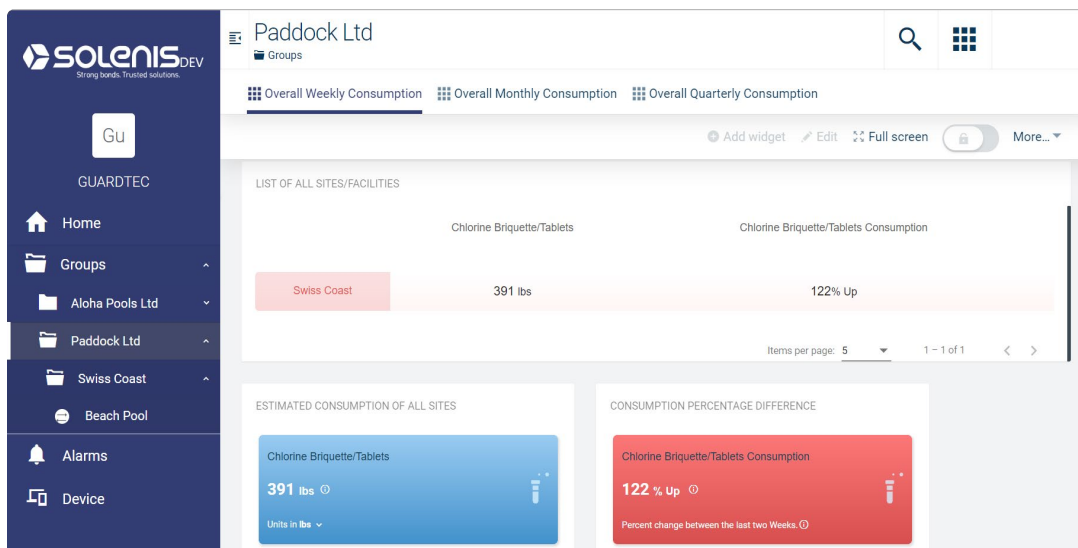 SOLENIS DEV
Strong bonds. Trusted solutions.
Gu
GUARDTEC
Home
Groups
Aloha Pools Ltd
Paddock Ltd
Swiss Coast
Beach Pool
Alarms
Device
Paddock Ltd
Groups
Overall Weekly Consumption Overall Monthly Consumption Overall Quarterly Consumption
Add widget Edit Full screen More...
LIST OF ALL SITES/FACILITIES
Chlorine Briquette/Tablets Chlorine Briquette/Tablets Consumption
Swiss Coast 391 lbs 122% Up
Items per page: 5 1 – 1 of 1
ESTIMATED CONSUMPTION OF ALL SITES
Chlorine Briquette/Tablets
391 lbs
Units in lbs
CONSUMPTION PERCENTAGE DIFFERENCE
Chlorine Briquette/Tablets Consumption
122 % Up
Percent change between the last two Weeks.